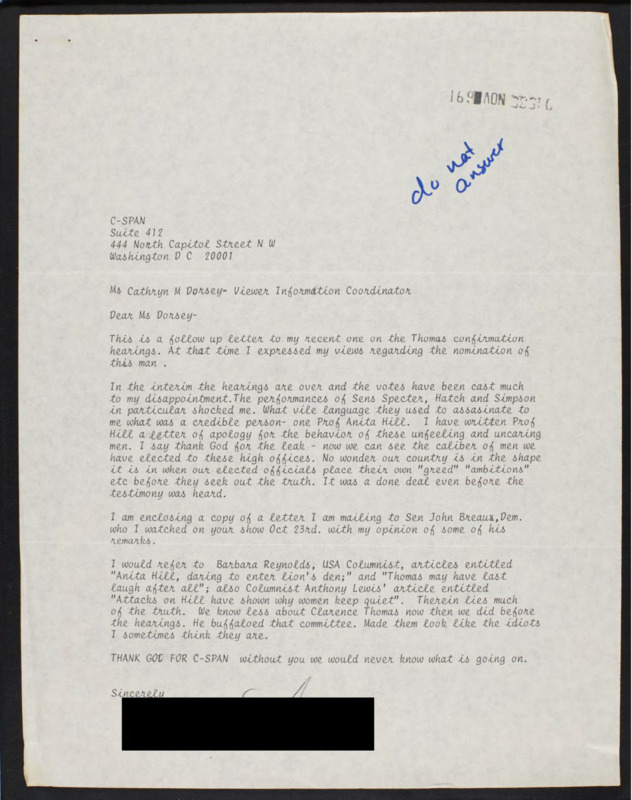 do not
answer
C-SPAN
Suite 412
444 North Capitol Street N W
Washington D C 20001
Ms Cathryn M Dorsey- Viewer Information Coordinator
Dear Ms Dorsey-
This is a follow up letter to my recent one on the Thomas confirmation
hearings. At that time I expressed my views regarding the nomination of
this man .
In the interim the hearings are over and the votes have been cast much
to my disappointment.The performances of Sens Specter, Hatch and Simpson
in particular shocked me. What vile language they used to assasinate to
me what was a credible person- one Prof Anita Hill. I have written Prof
Hill a letter of apology for the behavior of these unfeeling and uncaring
men. I say thank God for the leak - now we can see the caliber of men we
have elected to these high offices. No wonder our country is in the shape
it is in when our elected officials place their own "greed" "ambitions"
etc before they seek out the truth. It was a done deal even before the
testimony was heard.
I am enclosing a copy of a letter I am mailing to Sen John Breaux,Dem.
who I watched on your show Oct 23rd. with my opinion of some of his
remarks.
I would refer to Barbara Reynolds, USA Columnist, articles entitled
"Anita Hill, daring to enter lion's den;" and "Thomas may have last
laugh after all"; also Columnist Anthony Lewis' article entitled
"Attacks on Hill have shown why women keep quiet". Therein lies much
of the truth. We know less about Clarence Thomas now then we did before
the hearings. He buffaloed that committee. Made them look like the idiots
I sometimes think they are.
THANK GOD FOR C-SPAN without you we would never know what is going on.
Sincerely